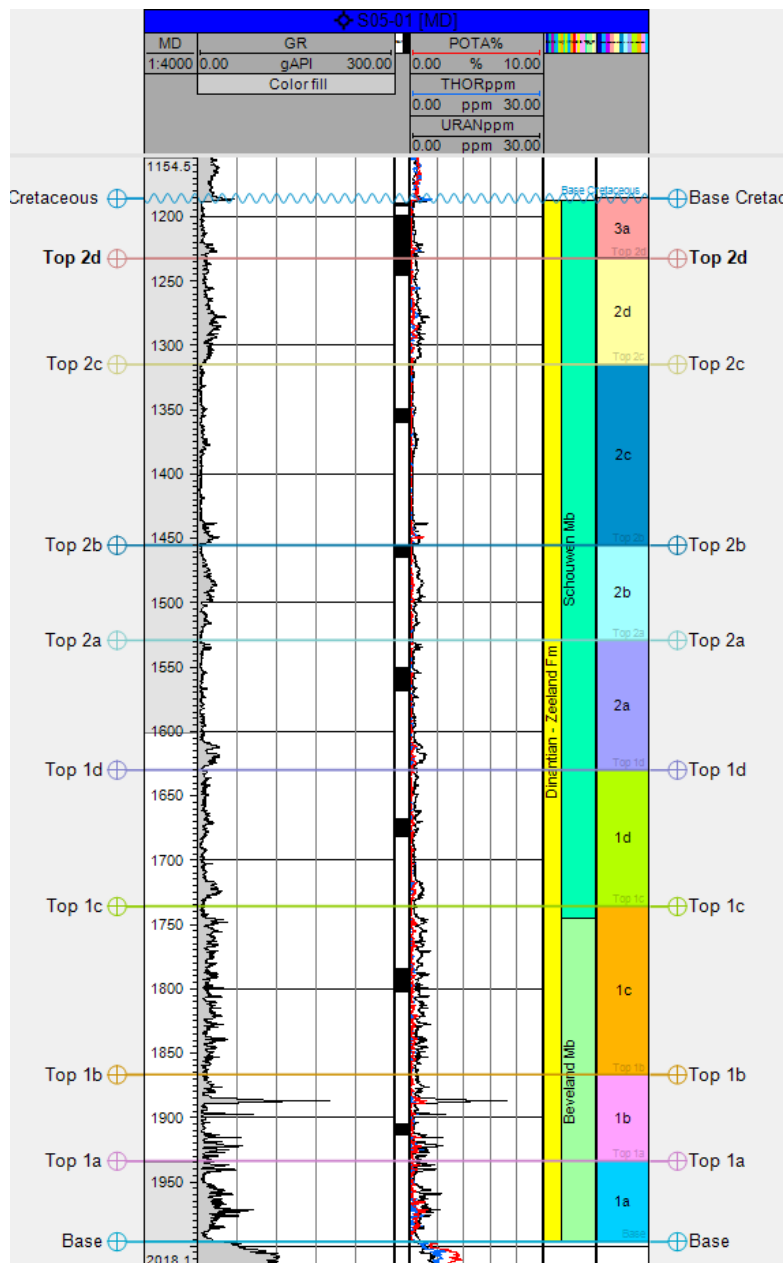 S05-01 [MD]
MD GR POTA%
1:4000 0.00 gAPI 300.00 0.00 % 10.00
Color fill THORppm
0.00 ppm 30.00
URANppm
0.00 ppm 30.00
1154.5
Cretaceous Base Cretaceous Base Cretac
1200
3a
Top 2d Top 2d Top 2d
1250
2d
1300
Top 2c Top 2c Top 2c
1350
2c
1400
1450
Top 2b Top 2b Top 2b
2b
1500
Top 2a Top 2a Top 2a
1550
Schouwen Mb
Dinantian - Zeeland Fm
2a
1600
Top 1d Top 1d Top 1d
1650
1d
1700
Top 1c Top 1c Top 1c
1750
1c
1800
1850
Top 1b Top 1b Top 1b
Beveland Mb
1900
1b
Top 1a Top 1a Top 1a
1950
1a
Base Base Base
2018.1